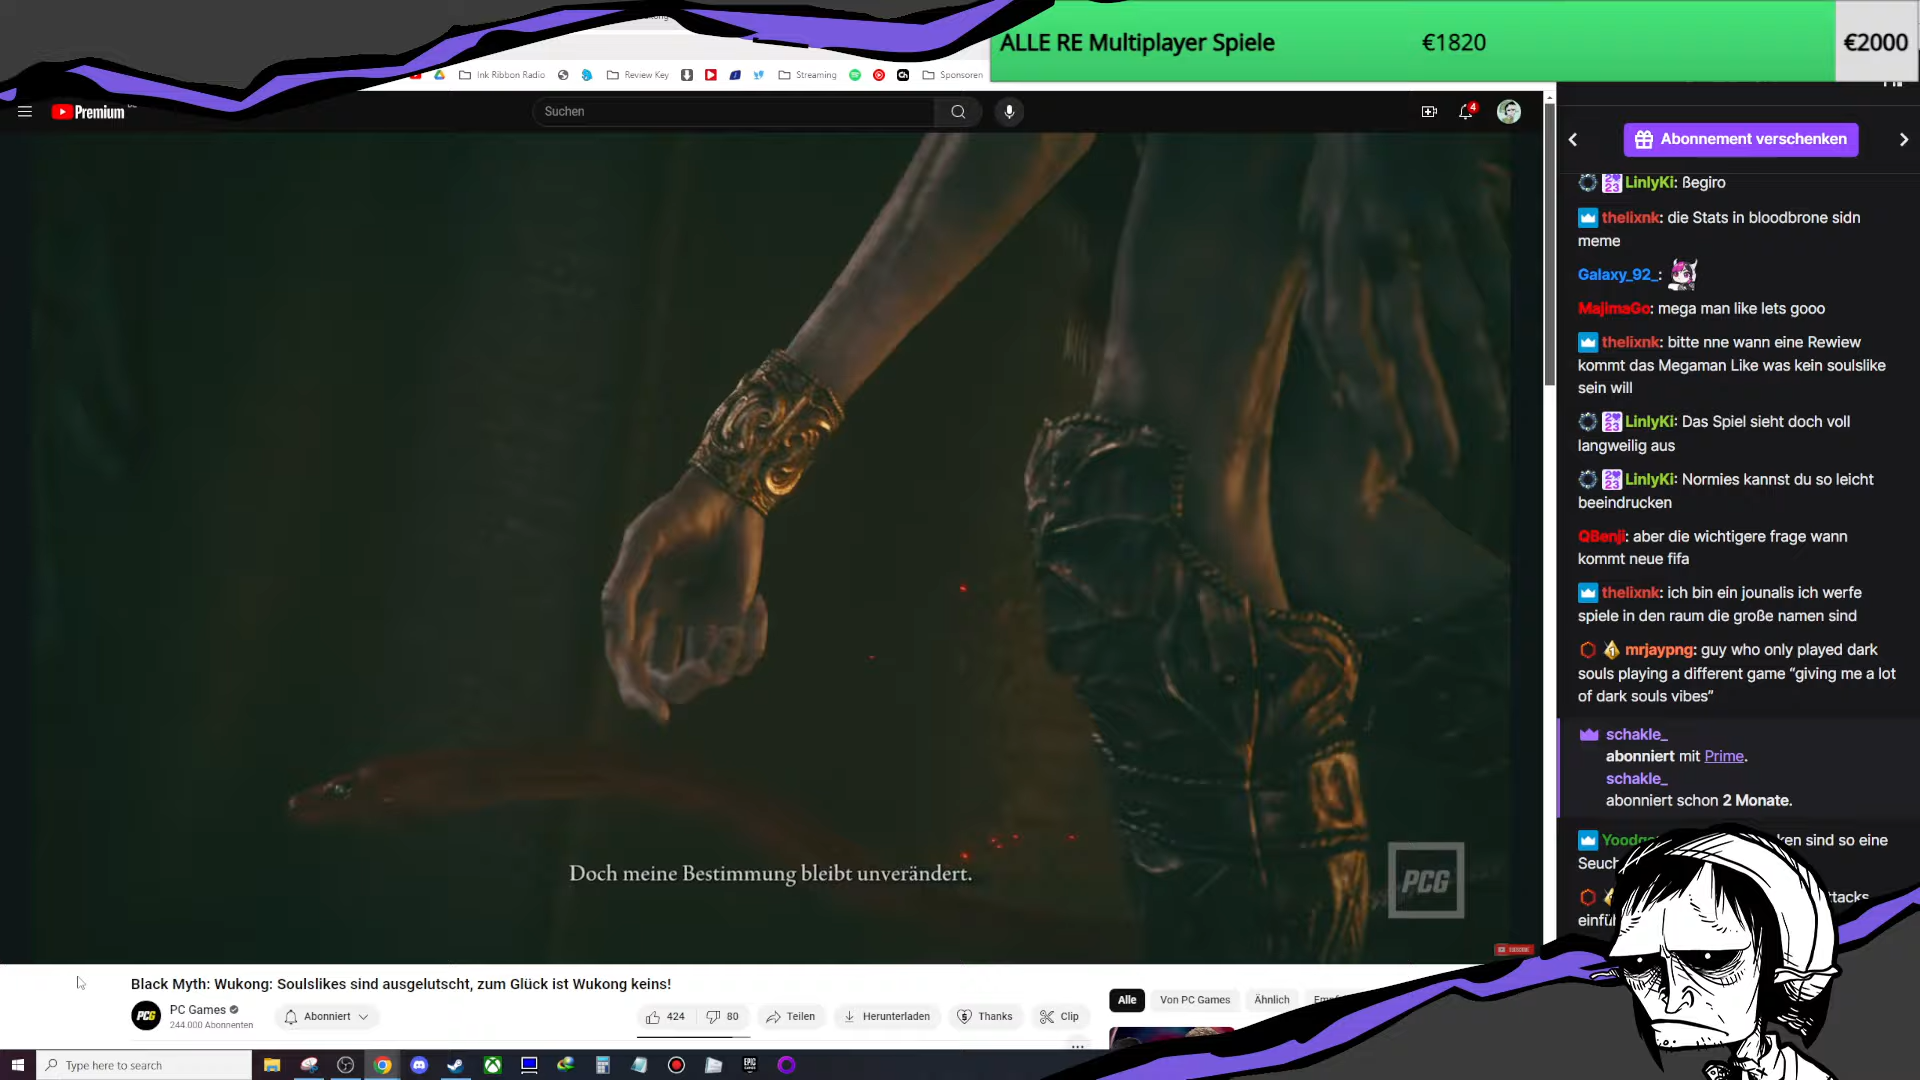 ALLE RE Multiplayer Spiele €1820 €2000
Ink Ribbon Radio Review Key Streaming Sponsoren
Premium Suchen 4
Abonnement verschenken
LinlyKi: ßegiro
thelixnk: die Stats in bloodbrone sidn
meme
Galaxy_92_:
MajimaGo: mega man like lets gooo
thelixnk: bitte nne wann eine Rewiew
kommt das Megaman Like was kein soulslike
sein will
LinlyKi: Das Spiel sieht doch voll
langweilig aus
LinlyKi: Normies kannst du so leicht
beeindrucken
QBenji: aber die wichtigere frage wann
kommt neue fifa
thelixnk: ich bin ein jounalis ich werfe
spiele in den raum die große namen sind
mrjaypng: guy who only played dark
souls playing a different game “giving me a lot
of dark souls vibes”
schakle_
abonniert mit Prime.
schakle_
abonniert schon 2 Monate.
sind so eine
Doch meine Bestimmung bleibt unverändert.
PCG
Black Myth: Wukong: Soulslikes sind ausgelutscht, zum Glück ist Wukong keins!
PCG PC Games
244.000 Abonnenten
Abonniert 424 80 Teilen Herunterladen Thanks Clip
Alle Von PC Games Ähnlich
Type here to search